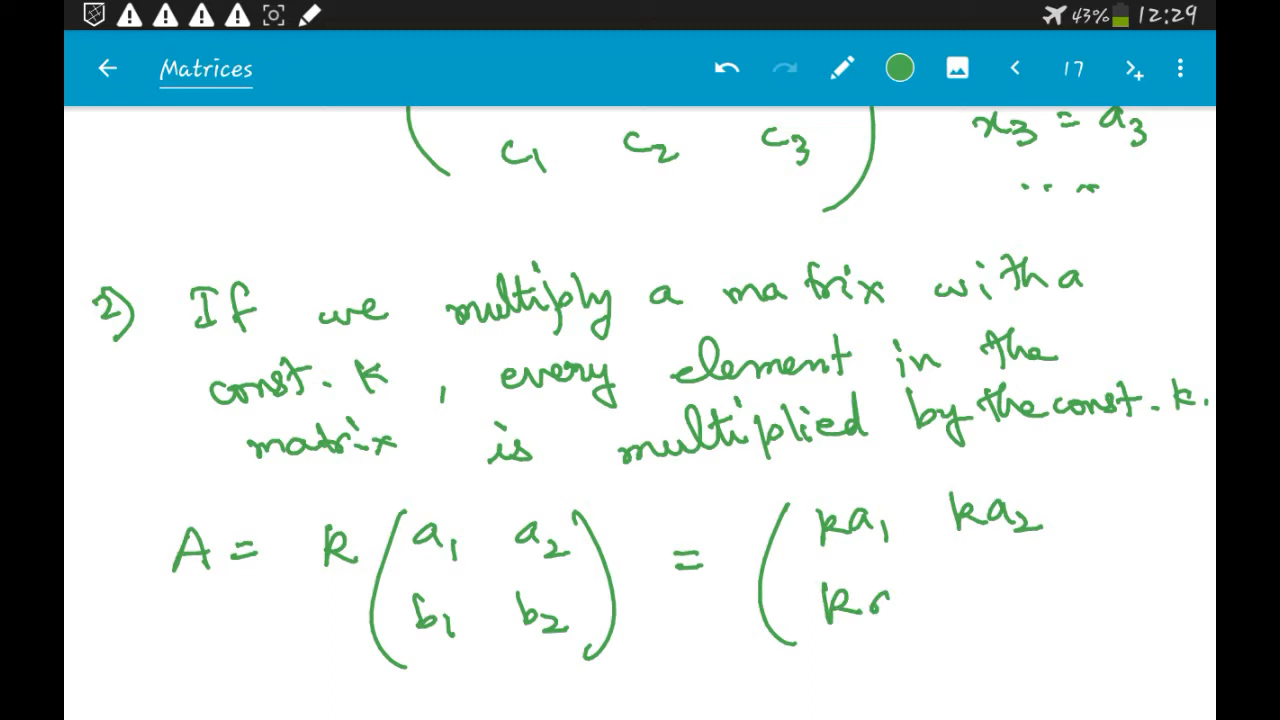 43% 12:29
Matrices 17
c₁ c₂ c₃ x₃ = a₃
.. ..
2) If we multiply a matrix with a
const. k, every element in the
matrix is multiplied by the const. k.
A = k ( a₁ a₂ ) = ( ka₁ ka₂
b₁ b₂ k